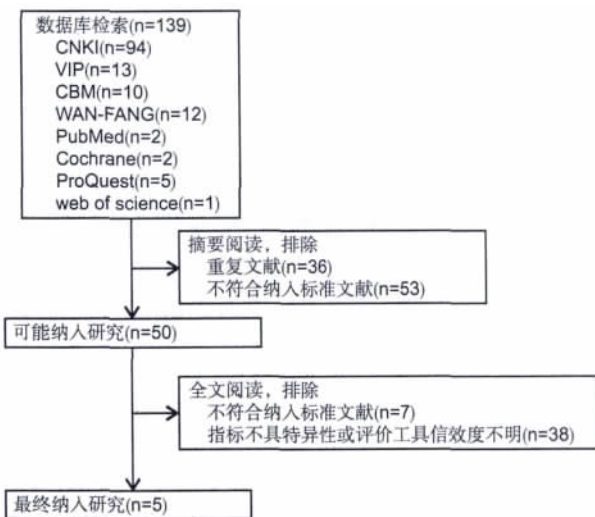 数据库检索(n=139)
CNKI(n=94)
VIP(n=13)
CBM(n=10)
WAN-FANG(n=12)
PubMed(n=2)
Cochrane(n=2)
ProQuest(n=5)
web of science(n=1)
摘要阅读，排除
重复文献(n=36)
不符合纳入标准文献(n=53)
可能纳入研究(n=50)
全文阅读，排除
不符合纳入标准文献(n=7)
指标不具特异性或评价工具信效度不明(n=38)
最终纳入研究(n=5)